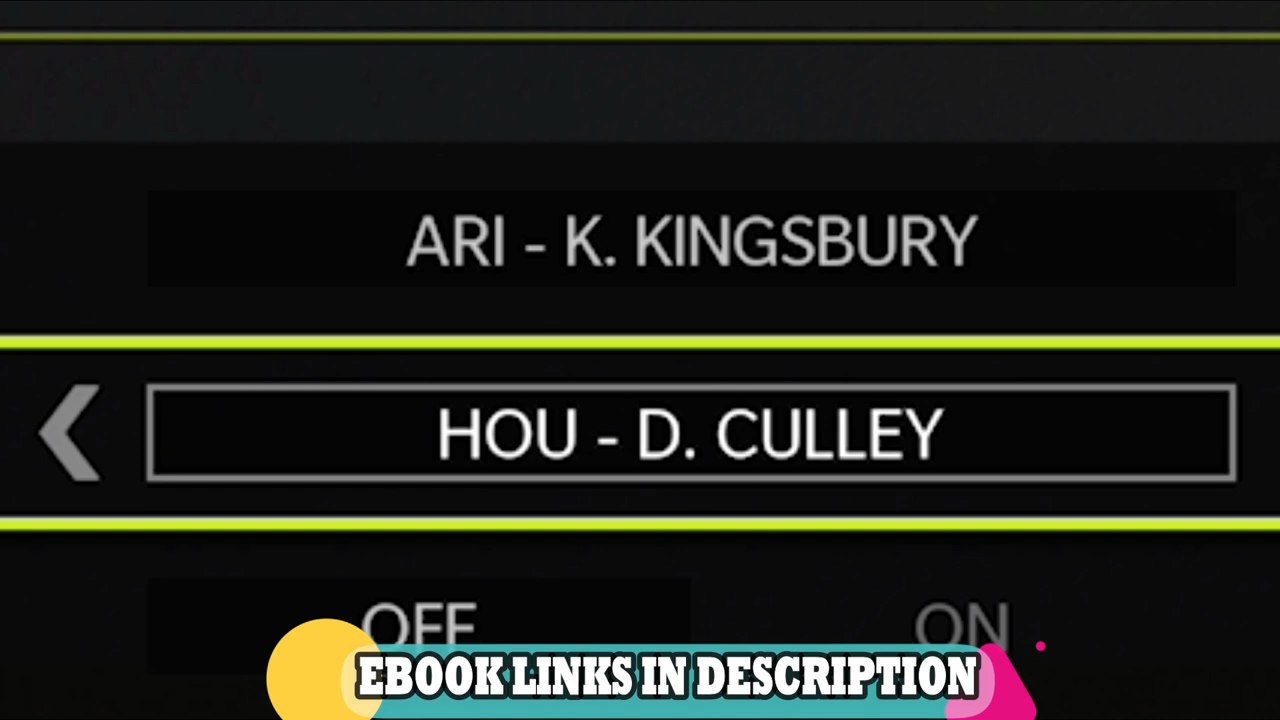 ARI - K. KINGSBURY
HOU - D. CULLEY
OFF ON
EBOOK LINKS IN DESCRIPTION